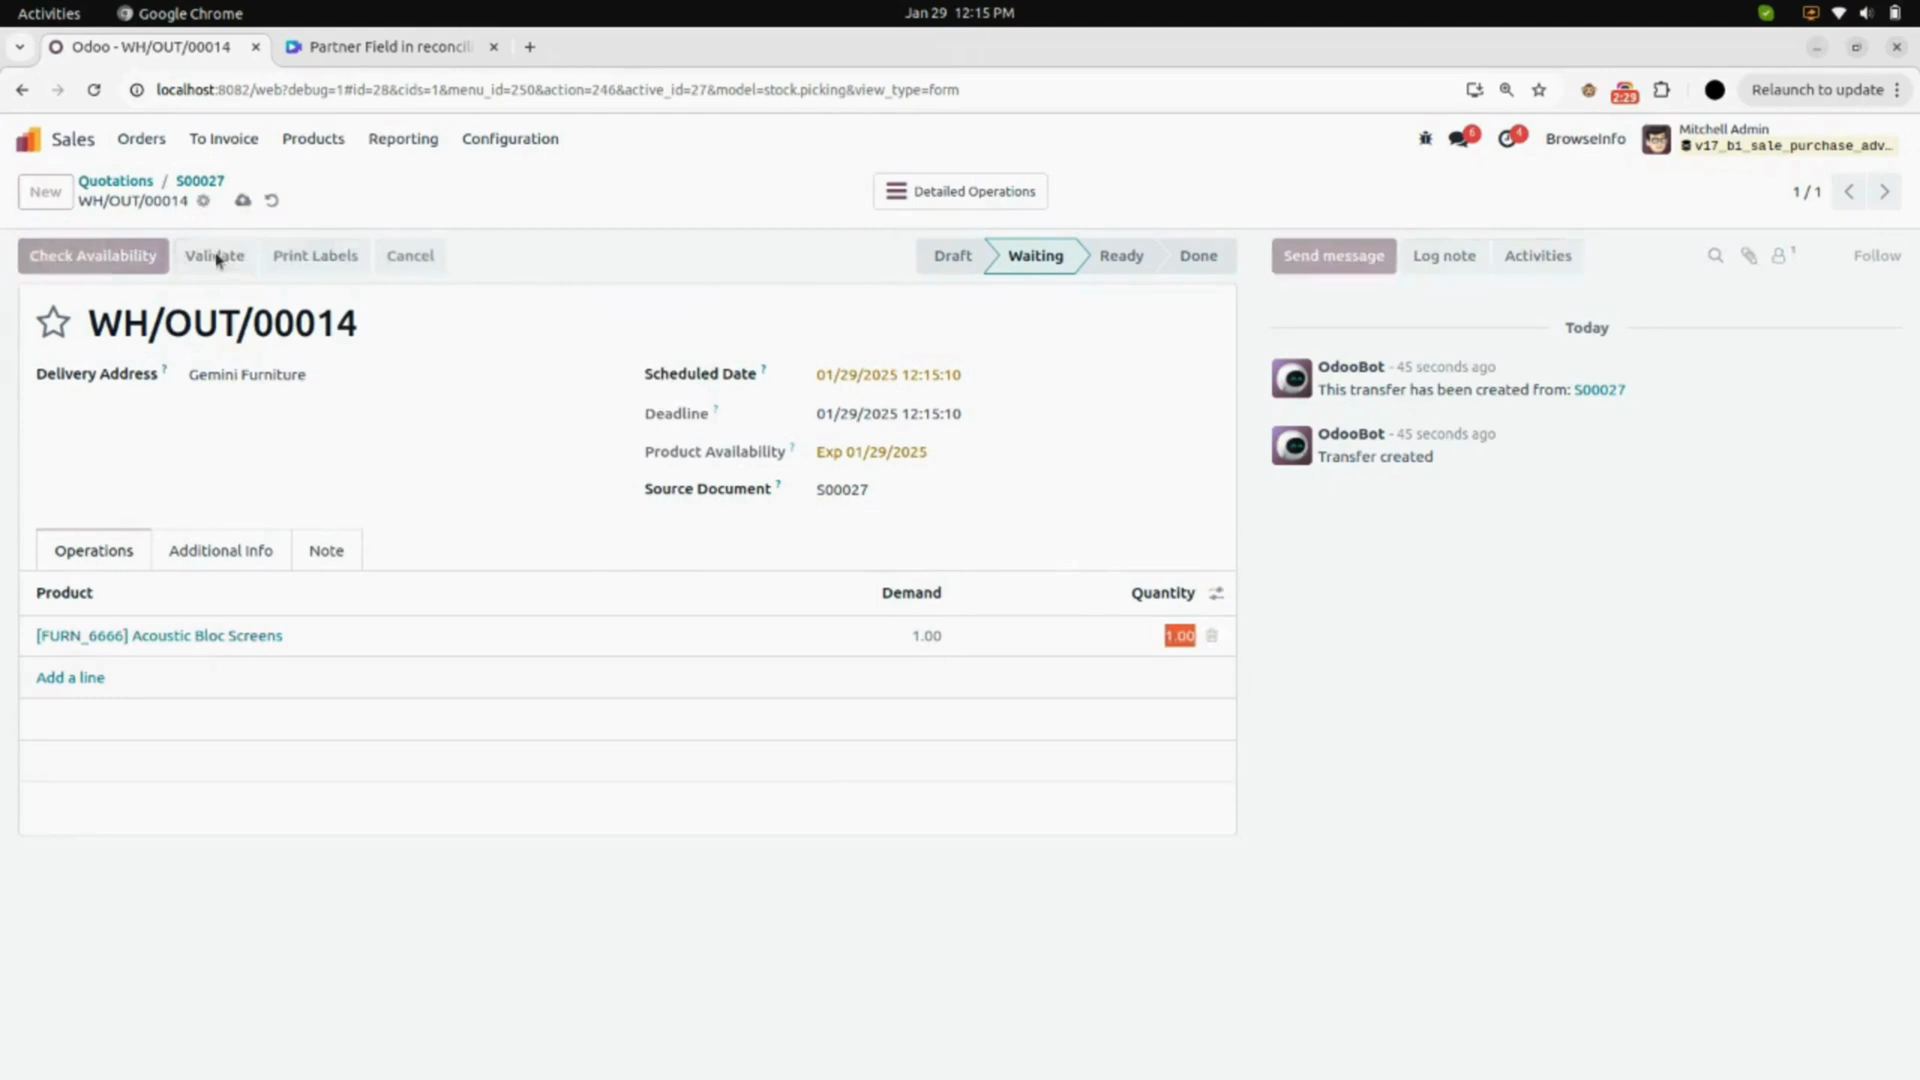 Activities
Google Chrome
Jan 29 12:15 PM
Odoo - WH/OUT/00014
Partner Field in reconcil
localhost:8082/web?debug=1#id=28&cids=1&menu_id=250&action=246&active_id=27&model=stock.picking&view_type=form
2:29
Relaunch to update
Sales
Orders
To Invoice
Products
Reporting
Configuration
6
4
BrowseInfo
Mitchell Admin
v17_bi_sale_purchase_adv...
New
Quotations / S00027
WH/OUT/00014
Detailed Operations
1 / 1
Check Availability
Validate
Print Labels
Cancel
Draft
Waiting
Ready
Done
Send message
Log note
Activities
1
Follow
WH/OUT/00014
Delivery Address ?
Gemini Furniture
Scheduled Date ?
01/29/2025 12:15:10
Deadline ?
01/29/2025 12:15:10
Product Availability ?
Exp 01/29/2025
Source Document ?
S00027
Today
OdooBot - 45 seconds ago
This transfer has been created from: S00027
OdooBot - 45 seconds ago
Transfer created
Operations
Additional Info
Note
Product
Demand
Quantity
[FURN_6666] Acoustic Bloc Screens
1.00
1.00
Add a line